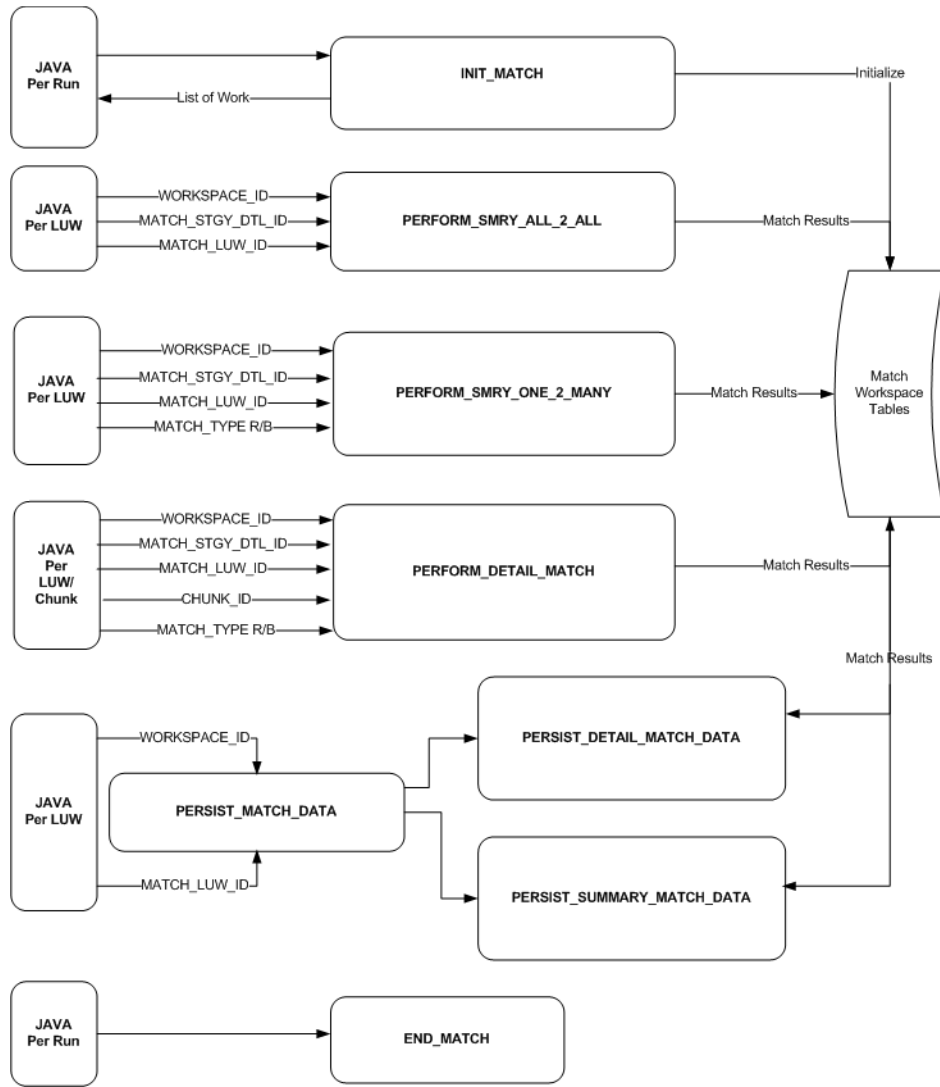 JAVA
Per Run
List of Work
INIT_MATCH
Initialize
JAVA
Per LUW
WORKSPACE_ID
MATCH_STGY_DTL_ID
MATCH_LUW_ID
PERFORM_SMRY_ALL_2_ALL
Match Results
JAVA
Per LUW
WORKSPACE_ID
MATCH_STGY_DTL_ID
MATCH_LUW_ID
MATCH_TYPE R/B
PERFORM_SMRY_ONE_2_MANY
Match Results
Match
Workspace
Tables
JAVA
Per
LUW/
Chunk
WORKSPACE_ID
MATCH_STGY_DTL_ID
MATCH_LUW_ID
CHUNK_ID
MATCH_TYPE R/B
PERFORM_DETAIL_MATCH
Match Results
Match Results
JAVA
Per LUW
WORKSPACE_ID
PERSIST_MATCH_DATA
MATCH_LUW_ID
PERSIST_DETAIL_MATCH_DATA
PERSIST_SUMMARY_MATCH_DATA
JAVA
Per Run
END_MATCH